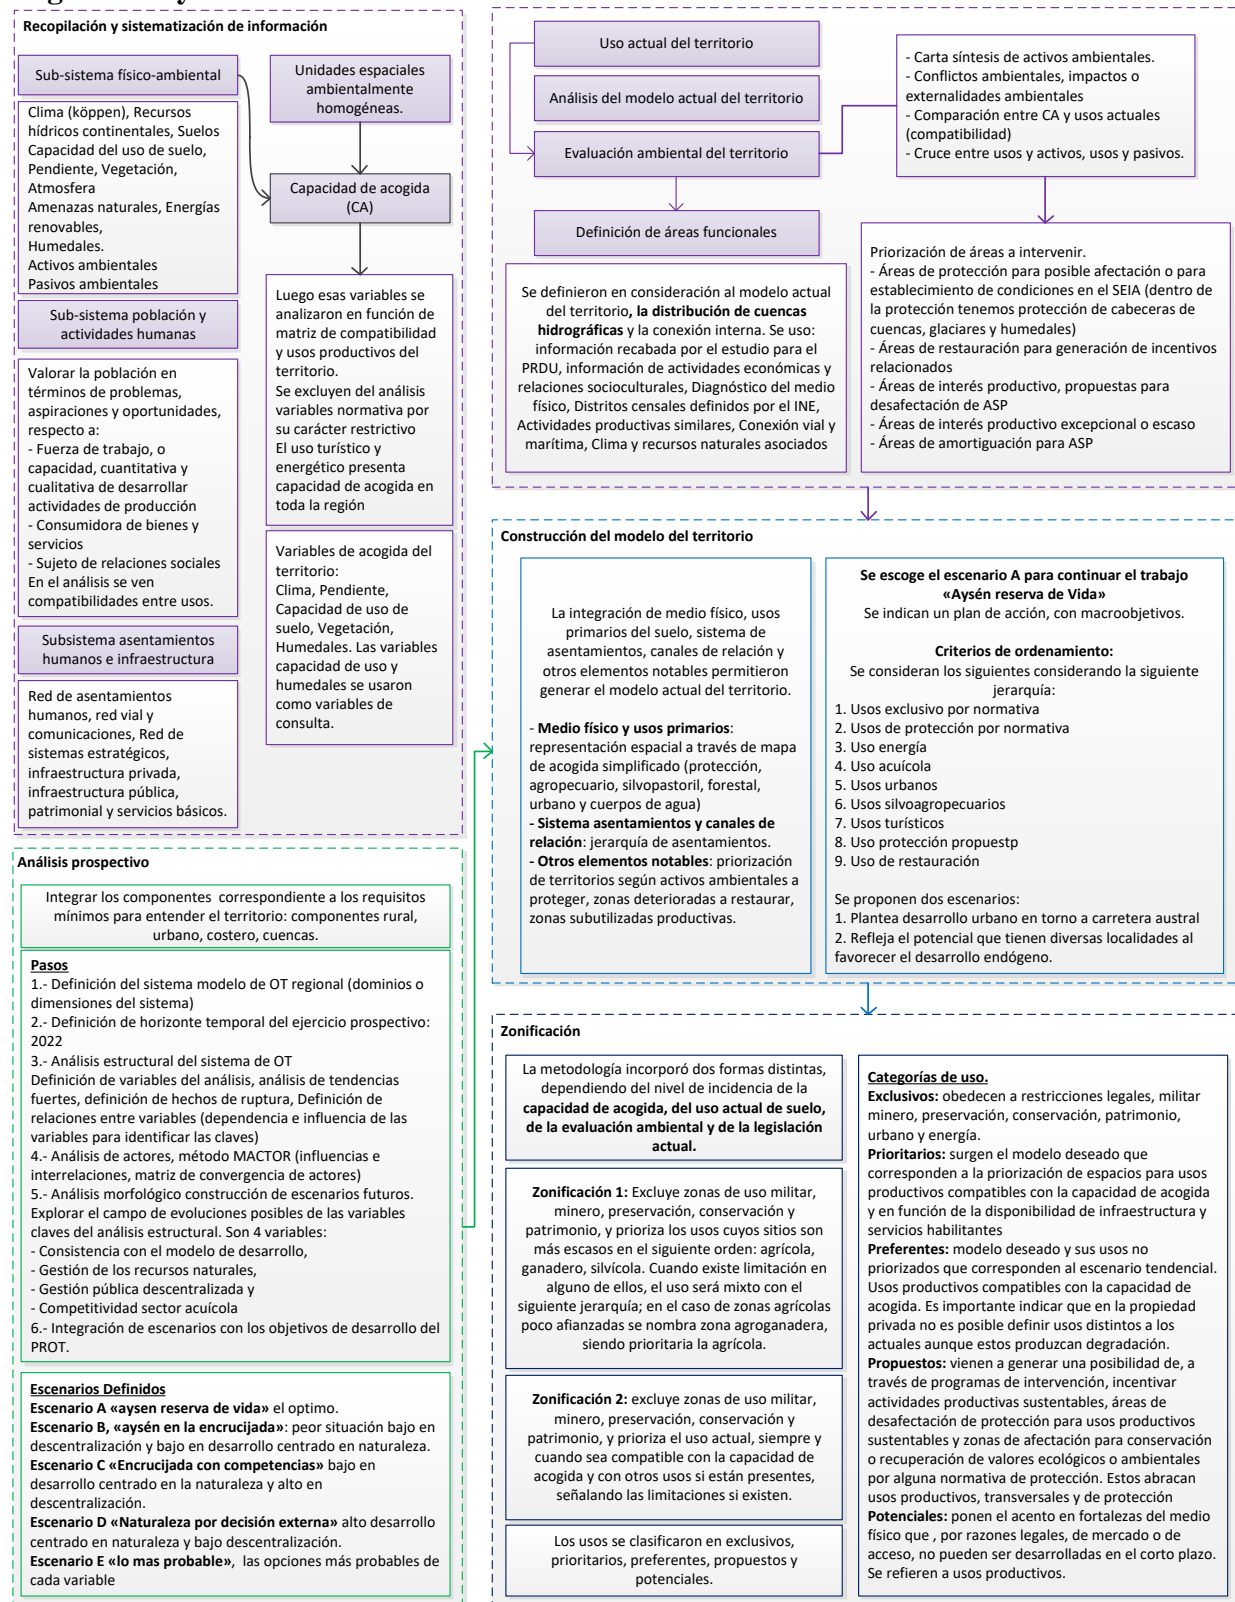 Recopilación y sistematización de información
Sub-sistema físico-ambiental
Clima (köppen), Recursos
hídricos continentales, Suelos
Capacidad del uso de suelo,
Pendiente, Vegetación,
Atmosfera
Amenazas naturales, Energías
renovables,
Humedales.
Activos ambientales
Pasivos ambientales
Sub-sistema población y
actividades humanas
Valorar la población en
términos de problemas,
aspiraciones y oportunidades,
respecto a:
- Fuerza de trabajo, o
capacidad, cuantitativa y
cualitativa de desarrollar
actividades de producción
- Consumidora de bienes y
servicios
- Sujeto de relaciones sociales
En el análisis se ven
compatibilidades entre usos.
Subsistema asentamientos
humanos e infraestructura
Red de asentamientos
humanos, red vial y
comunicaciones, Red de
sistemas estratégicos,
infraestructura privada,
infraestructura pública,
patrimonial y servicios básicos.
Unidades espaciales
ambientalmente
homogéneas.
Capacidad de acogida
(CA)
Luego esas variables se
analizaron en función de
matriz de compatibilidad
y usos productivos del
territorio.
Se excluyen del análisis
variables normativa por
su carácter restrictivo
El uso turístico y
energético presenta
capacidad de acogida en
toda la región
Variables de acogida del
territorio:
Clima, Pendiente,
Capacidad de uso de
suelo, Vegetación,
Humedales. Las variables
capacidad de uso y
humedales se usaron
como variables de
consulta.
Uso actual del territorio
Análisis del modelo actual del territorio
Evaluación ambiental del territorio
Definición de áreas funcionales
Se definieron en consideración al modelo actual
del territorio, la distribución de cuencas
hidrográficas y la conexión interna. Se uso:
información recabada por el estudio para el
PRDU, información de actividades económicas y
relaciones socioculturales, Diagnóstico del medio
físico, Distritos censales definidos por el INE,
Actividades productivas similares, Conexión vial y
marítima, Clima y recursos naturales asociados
- Carta síntesis de activos ambientales.
- Conflictos ambientales, impactos o
externalidades ambientales
- Comparación entre CA y usos actuales
(compatibilidad)
- Cruce entre usos y activos, usos y pasivos.
Priorización de áreas a intervenir.
- Áreas de protección para posible afectación o para
establecimiento de condiciones en el SEIA (dentro de
la protección tenemos protección de cabeceras de
cuencas, glaciares y humedales)
- Áreas de restauración para generación de incentivos
relacionados
- Áreas de interés productivo, propuestas para
desafectación de ASP
- Áreas de interés productivo excepcional o escaso
- Áreas de amortiguación para ASP
Análisis prospectivo
Integrar los componentes correspondiente a los requisitos
mínimos para entender el territorio: componentes rural,
urbano, costero, cuencas.
Pasos
1.- Definición del sistema modelo de OT regional (dominios o
dimensiones del sistema)
2.- Definición de horizonte temporal del ejercicio prospectivo:
2022
3.- Análisis estructural del sistema de OT
Definición de variables del análisis, análisis de tendencias
fuertes, definición de hechos de ruptura, Definición de
relaciones entre variables (dependencia e influencia de las
variables para identificar las claves)
4.- Análisis de actores, método MACTOR (influencias e
interrelaciones, matriz de convergencia de actores)
5.- Análisis morfológico construcción de escenarios futuros.
Explorar el campo de evoluciones posibles de las variables
claves del análisis estructural. Son 4 variables:
- Consistencia con el modelo de desarrollo,
- Gestión de los recursos naturales,
- Gestión pública descentralizada y
- Competitividad sector acuícola
6.- Integración de escenarios con los objetivos de desarrollo del
PROT.
Escenarios Definidos
Escenario A «aysen reserva de vida» el optimo.
Escenario B, «aysén en la encrucijada»: peor situación bajo en
descentralización y bajo en desarrollo centrado en naturaleza.
Escenario C «Encrucijada con competencias» bajo en
desarrollo centrado en la naturaleza y alto en
descentralización.
Escenario D «Naturaleza por decisión externa» alto desarrollo
centrado en naturaleza y bajo descentralización.
Escenario E «lo mas probable», las opciones más probables de
cada variable
Construcción del modelo del territorio
La integración de medio físico, usos
primarios del suelo, sistema de
asentamientos, canales de relación y
otros elementos notables permitieron
generar el modelo actual del territorio.
- Medio físico y usos primarios:
representación espacial a través de mapa
de acogida simplificado (protección,
agropecuario, silvopastoril, forestal,
urbano y cuerpos de agua)
- Sistema asentamientos y canales de
relación: jerarquía de asentamientos.
- Otros elementos notables: priorización
de territorios según activos ambientales a
proteger, zonas deterioradas a restaurar,
zonas subutilizadas productivas.
Se escoge el escenario A para continuar el trabajo
«Aysén reserva de Vida»
Se indican un plan de acción, con macroobjetivos.
Criterios de ordenamiento:
Se consideran los siguientes considerando la siguiente
jerarquía:
1. Usos exclusivo por normativa
2. Usos de protección por normativa
3. Uso energía
4. Uso acuícola
5. Usos urbanos
6. Usos silvoagropecuarios
7. Usos turísticos
8. Uso protección propuestp
9. Uso de restauración
Se proponen dos escenarios:
1. Plantea desarrollo urbano en torno a carretera austral
2. Refleja el potencial que tienen diversas localidades al
favorecer el desarrollo endógeno.
Zonificación
La metodología incorporó dos formas distintas,
dependiendo del nivel de incidencia de la
capacidad de acogida, del uso actual de suelo,
de la evaluación ambiental y de la legislación
actual.
Zonificación 1: Excluye zonas de uso militar,
minero, preservación, conservación y
patrimonio, y prioriza los usos cuyos sitios son
más escasos en el siguiente orden: agrícola,
ganadero, silvícola. Cuando existe limitación en
alguno de ellos, el uso será mixto con el
siguiente jerarquía; en el caso de zonas agrícolas
poco afianzadas se nombra zona agroganadera,
siendo prioritaria la agrícola.
Zonificación 2: excluye zonas de uso militar,
minero, preservación, conservación y
patrimonio, y prioriza el uso actual, siempre y
cuando sea compatible con la capacidad de
acogida y con otros usos si están presentes,
señalando las limitaciones si existen.
Los usos se clasificaron en exclusivos,
prioritarios, preferentes, propuestos y
potenciales.
Categorías de uso.
Exclusivos: obedecen a restricciones legales, militar
minero, preservación, conservación, patrimonio,
urbano y energía.
Prioritarios: surgen el modelo deseado que
corresponden a la priorización de espacios para usos
productivos compatibles con la capacidad de acogida
y en función de la disponibilidad de infraestructura y
servicios habilitantes
Preferentes: modelo deseado y sus usos no
priorizados que corresponden al escenario tendencial.
Usos productivos compatibles con la capacidad de
acogida. Es importante indicar que en la propiedad
privada no es posible definir usos distintos a los
actuales aunque estos produzcan degradación.
Propuestos: vienen a generar una posibilidad de, a
través de programas de intervención, incentivar
actividades productivas sustentables, áreas de
desafectación de protección para usos productivos
sustentables y zonas de afectación para conservación
o recuperación de valores ecológicos o ambientales
por alguna normativa de protección. Estos abracan
usos productivos, transversales y de protección
Potenciales: ponen el acento en fortalezas del medio
físico que , por razones legales, de mercado o de
acceso, no pueden ser desarrolladas en el corto plazo.
Se refieren a usos productivos.